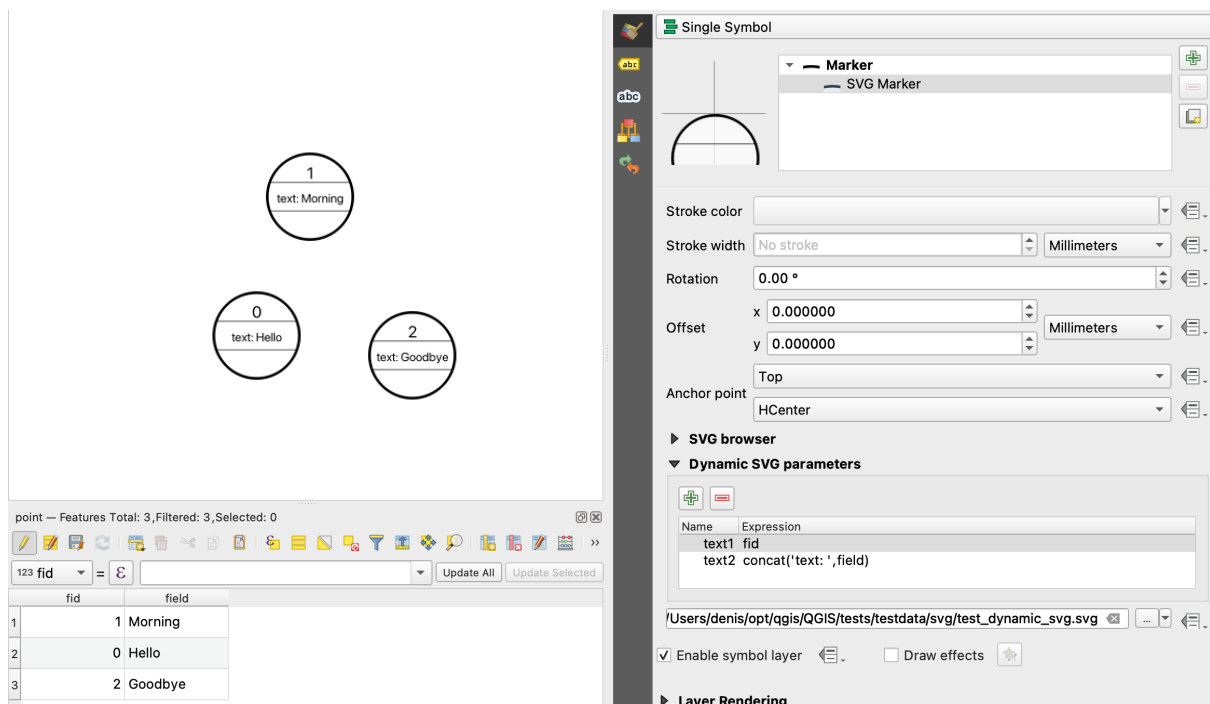 1
text: Morning
0
text: Hello
2
text: Goodbye
point — Features Total: 3,Filtered: 3,Selected: 0
123 fid = ε Update All Update Selected
fid field
1 1 Morning
2 0 Hello
3 2 Goodbye
abc
abc
Single Symbol
Marker
SVG Marker
Stroke color
Stroke width No stroke Millimeters
Rotation 0.00 °
Offset x 0.000000 Millimeters
y 0.000000
Anchor point Top
HCenter
SVG browser
Dynamic SVG parameters
Name Expression
text1 fid
text2 concat('text: ',field)
/Users/denis/opt/qgis/QGIS/tests/testdata/svg/test_dynamic_svg.svg ...
Enable symbol layer Draw effects
Layer Rendering